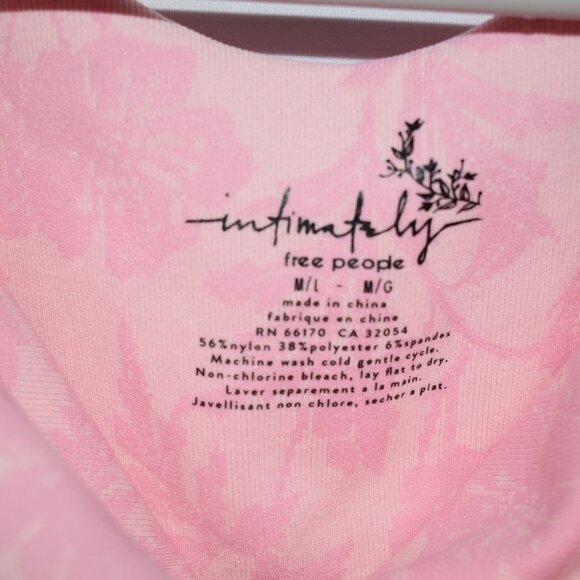 intimately
free people
M/L - M/G
made in china
fabrique en chine
RN 66170 CA 32054
56%nylon 38%polyester 6%spandex
Machine wash cold gentle cycle.
Non-chlorine bleach, lay flat to dry.
Laver separement a la main.
Javellisant non chlore, secher a plat.